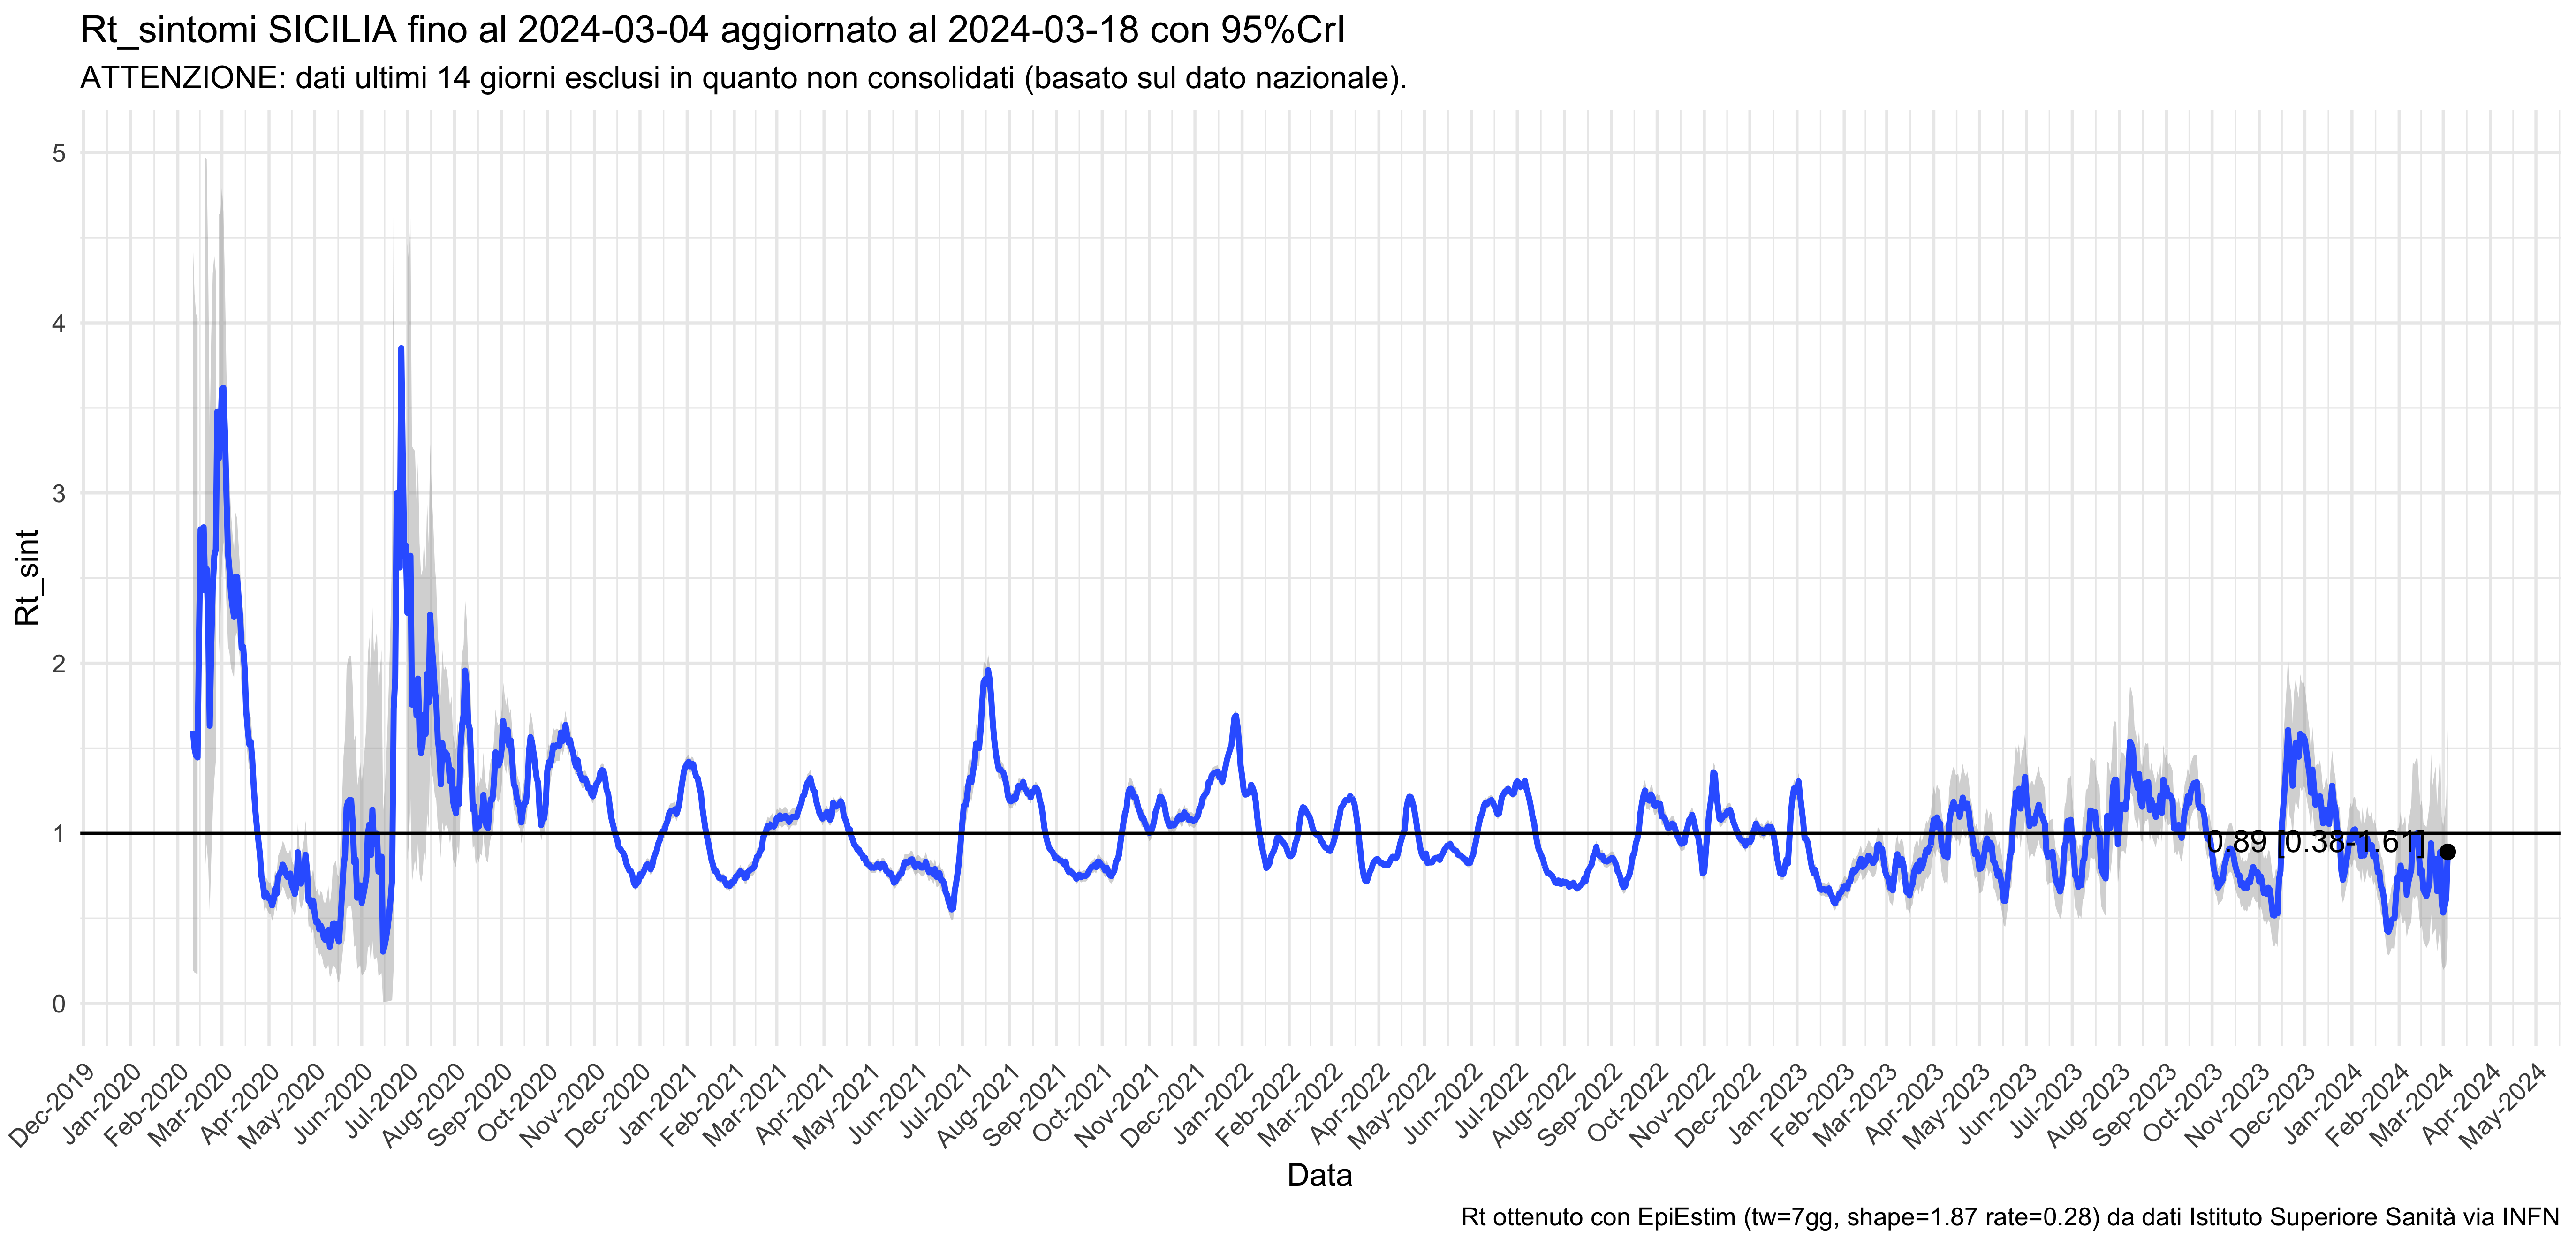 Rt_sintomi SICILIA fino al 2024-03-04 aggiornato al 2024-03-18 con 95%CrI
ATTENZIONE: dati ultimi 14 giorni esclusi in quanto non consolidati (basato sul dato nazionale).
Rt_sint
5
4
3
2
1
0
0.89 [0.38-1.61]
Dec-2019
Jan-2020
Feb-2020
Mar-2020
Apr-2020
May-2020
Jun-2020
Jul-2020
Aug-2020
Sep-2020
Oct-2020
Nov-2020
Dec-2020
Jan-2021
Feb-2021
Mar-2021
Apr-2021
May-2021
Jun-2021
Jul-2021
Aug-2021
Sep-2021
Oct-2021
Nov-2021
Dec-2021
Jan-2022
Feb-2022
Mar-2022
Apr-2022
May-2022
Jun-2022
Jul-2022
Aug-2022
Sep-2022
Oct-2022
Nov-2022
Dec-2022
Jan-2023
Feb-2023
Mar-2023
Apr-2023
May-2023
Jun-2023
Jul-2023
Aug-2023
Sep-2023
Oct-2023
Nov-2023
Dec-2023
Jan-2024
Feb-2024
Mar-2024
Apr-2024
May-2024
Data
Rt ottenuto con EpiEstim (tw=7gg, shape=1.87 rate=0.28) da dati Istituto Superiore Sanità via INFN